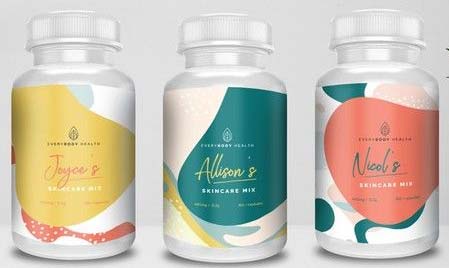 EVERYBODY HEALTH
Joyce's
SKINCARE MIX
EVERYBODY HEALTH
Allison's
SKINCARE MIX
EVERYBODY HEALTH
Nicol's
SKINCARE MIX